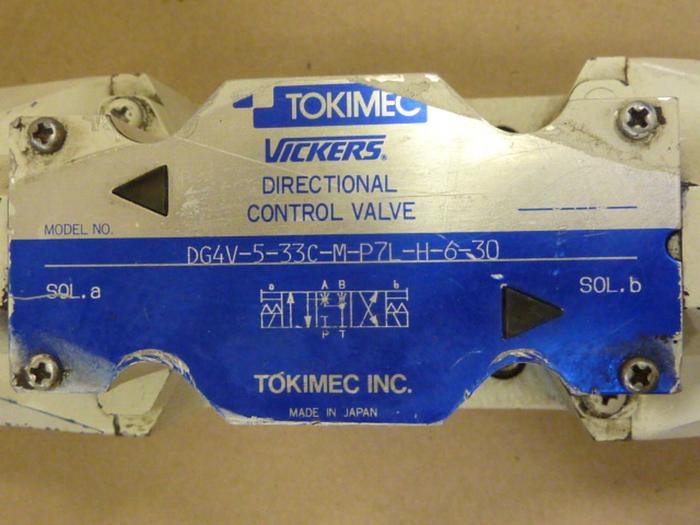 TOKIMEC
VICKERS®
DIRECTIONAL
CONTROL VALVE
MODEL NO.
DG4V-5-33C-M-P7L-H-6-30
SOL.a
SOL.b
a A B b
P T
TOKIMEC INC.
MADE IN JAPAN